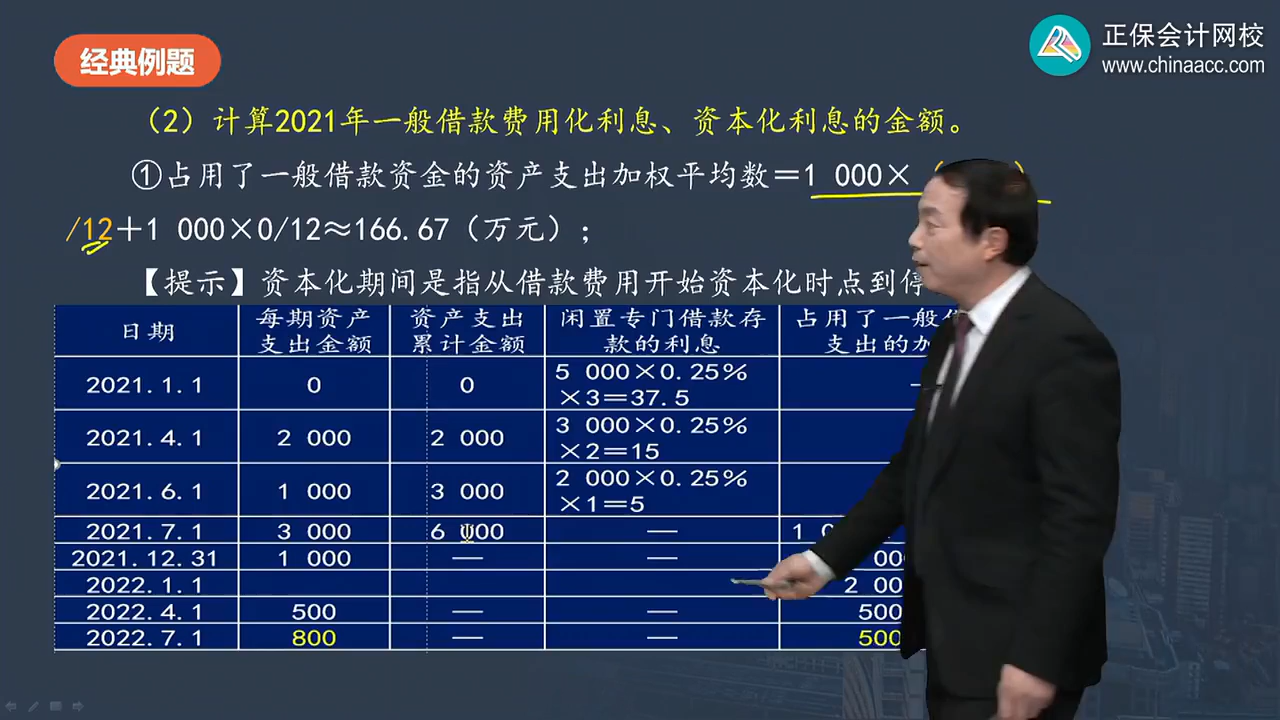 正保会计网校
www.chinaacc.com
经典例题
（2）计算2021年一般借款费用化利息、资本化利息的金额。
①占用了一般借款资金的资产支出加权平均数＝1 000×（
/12＋1 000×0/12≈166.67（万元）；
【提示】资本化期间是指从借款费用开始资本化时点到停
日期 每期资产支出金额 资产支出累计金额 闲置专门借款存款的利息 占用了一般 支出的加
2021.1.1 0 0 5 000×0.25%×3＝37.5 —
2021.4.1 2 000 2 000 3 000×0.25%×2＝15
2021.6.1 1 000 3 000 2 000×0.25%×1＝5
2021.7.1 3 000 6 000 — 1
2021.12.31 1 000 — —
2022.1.1 2 00
2022.4.1 500 — — 500
2022.7.1 800 — — 500